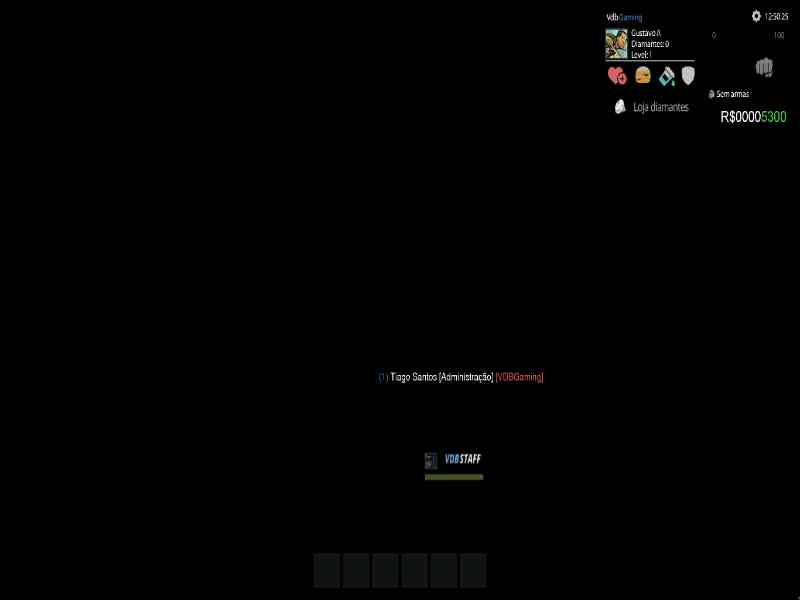 VdbGaming
12:50:25
Gustavo A
Diamantes: 0
Level: 1
0
100
Sem armas
Loja diamantes
R$00005300
(1) Tiago Santos [Administração] [VDBGaming]
VDBSTAFF